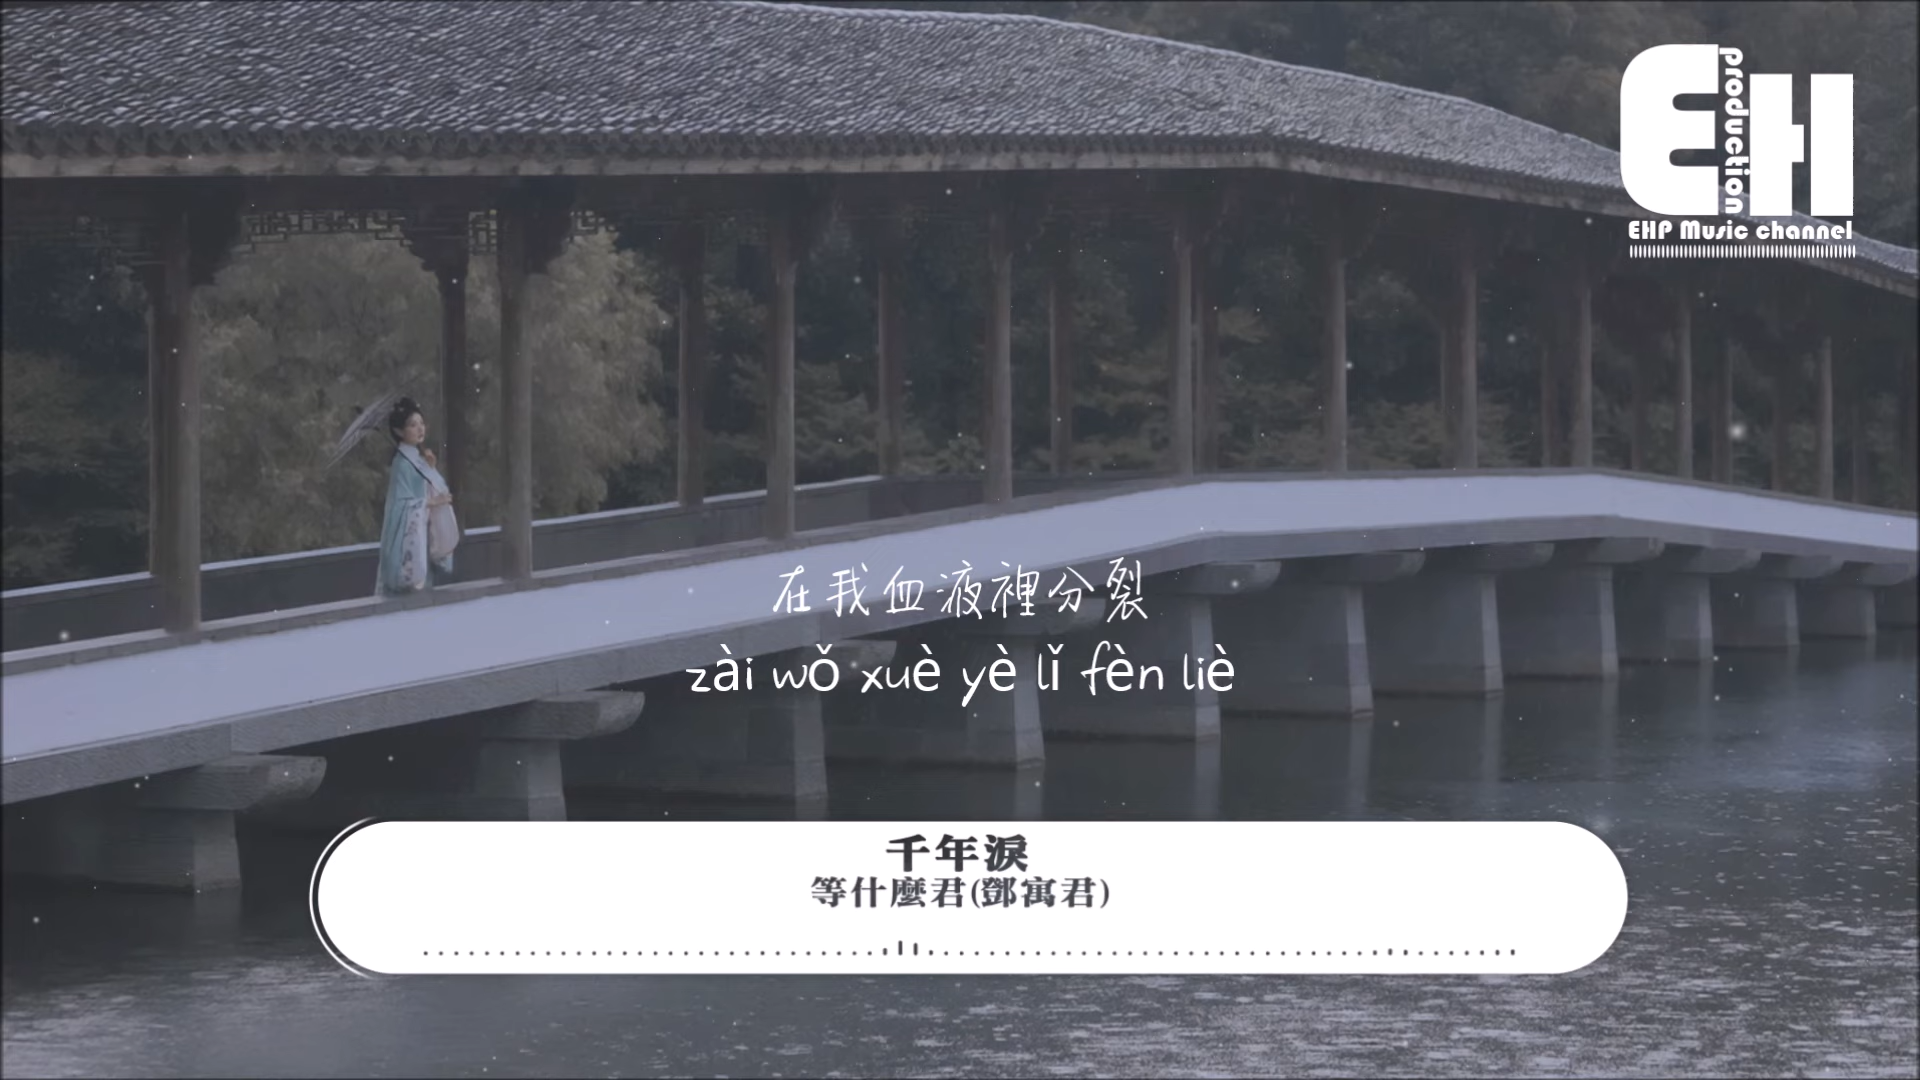 EH
production
EHP Music channel
在我血液裡分裂
zài wǒ xuè yè lǐ fèn liè
千年淚
等什麼君(鄧寓君)